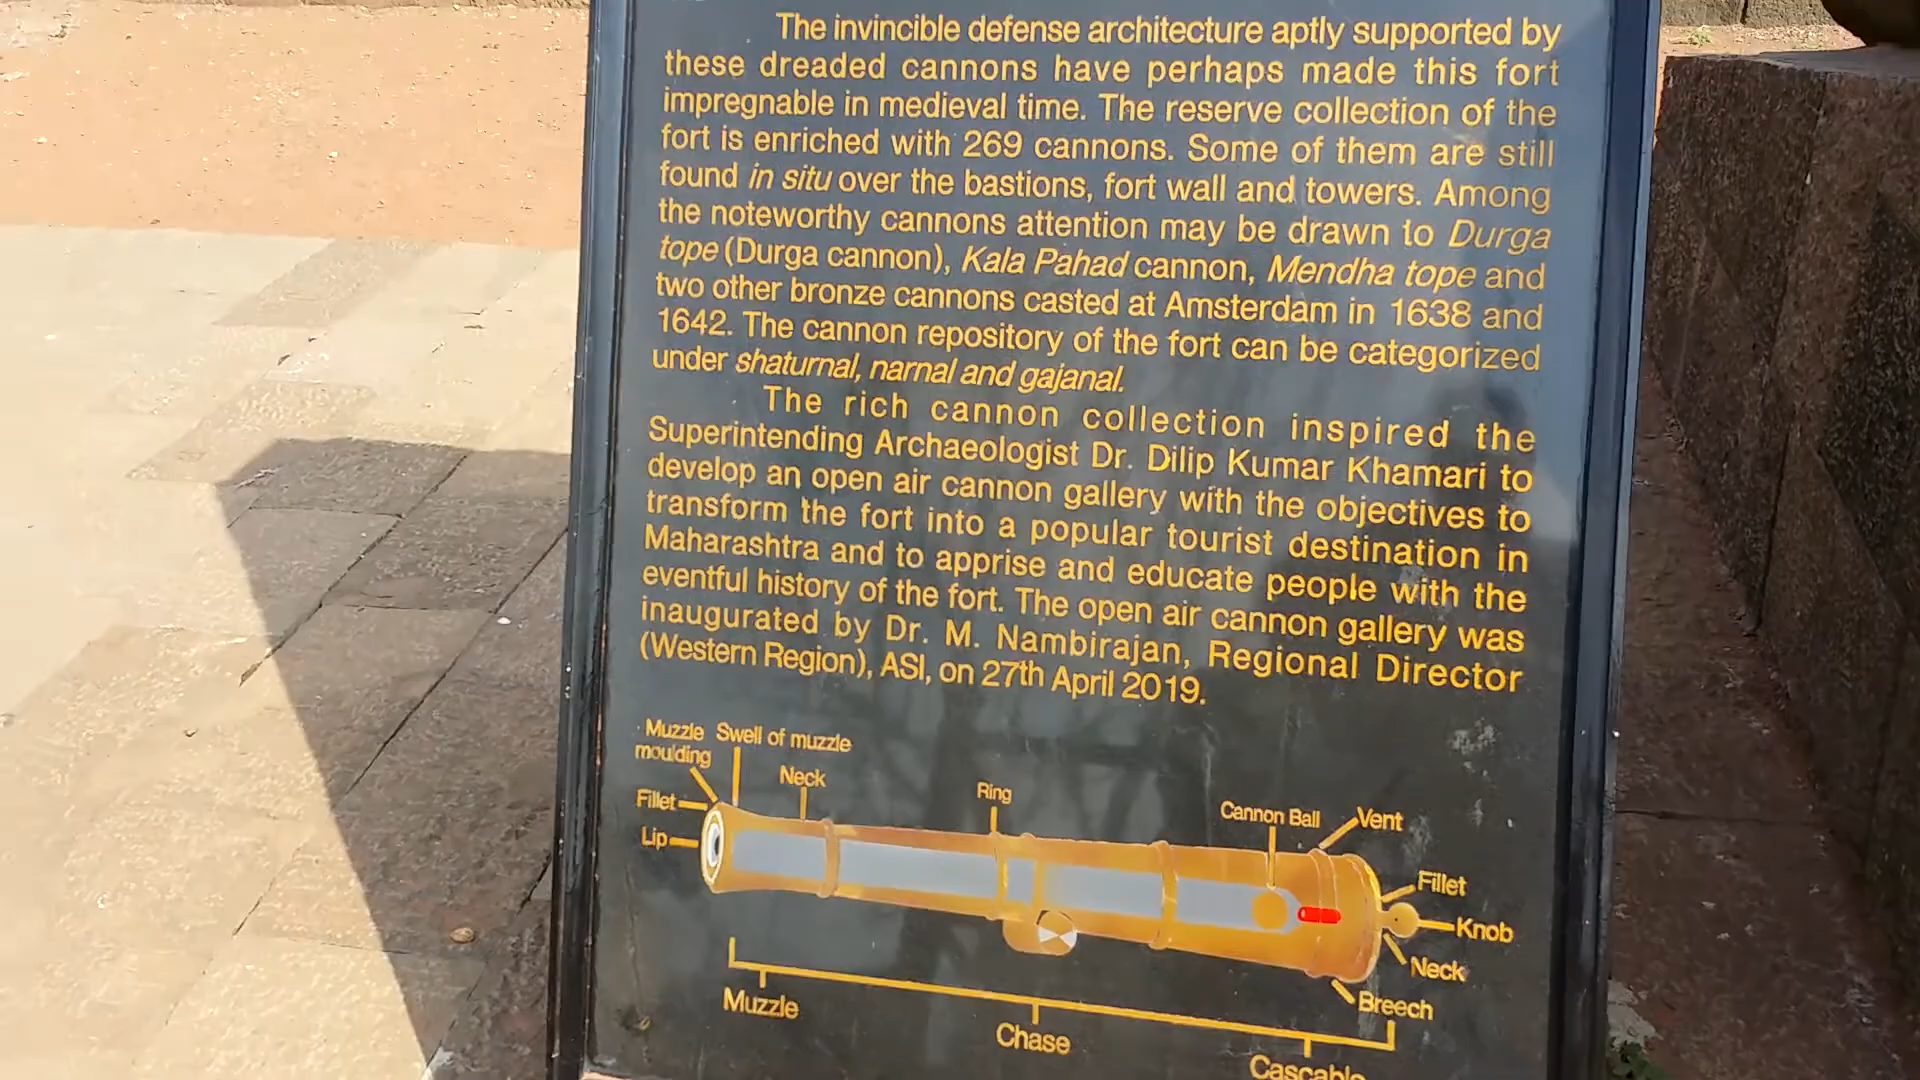 The invincible defense architecture aptly supported by
these dreaded cannons have perhaps made this fort
impregnable in medieval time. The reserve collection of the
fort is enriched with 269 cannons. Some of them are still
found in situ over the bastions, fort wall and towers. Among
the noteworthy cannons attention may be drawn to Durga
tope (Durga cannon), Kala Pahad cannon, Mendha tope and
two other bronze cannons casted at Amsterdam in 1638 and
1642. The cannon repository of the fort can be categorized
under shaturnal, narnal and gajanal.
The rich cannon collection inspired the
Superintending Archaeologist Dr. Dilip Kumar Khamari to
develop an open air cannon gallery with the objectives to
transform the fort into a popular tourist destination in
Maharashtra and to apprise and educate people with the
eventful history of the fort. The open air cannon gallery was
inaugurated by Dr. M. Nambirajan, Regional Director
(Western Region), ASI, on 27th April 2019.
Muzzle
moulding
Swell of muzzle
Neck
Fillet
Lip
Ring
Cannon Ball
Vent
Fillet
Knob
Neck
Breech
Muzzle
Chase
Cascable